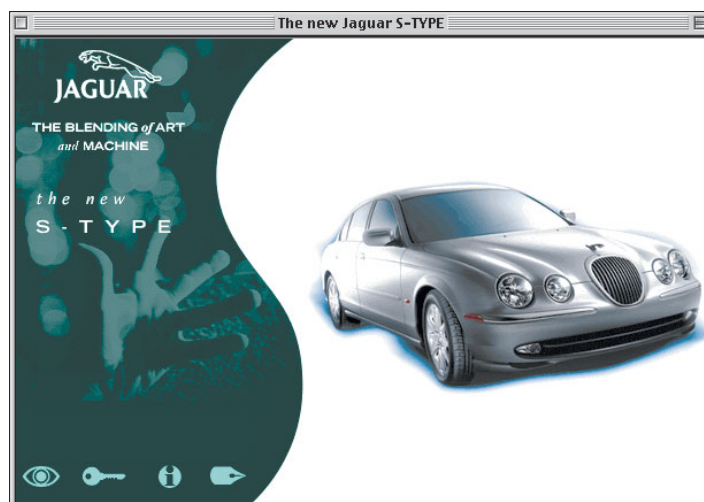 The new Jaguar S-TYPE
JAGUAR
THE BLENDING of ART
and MACHINE
the new
S-TYPE